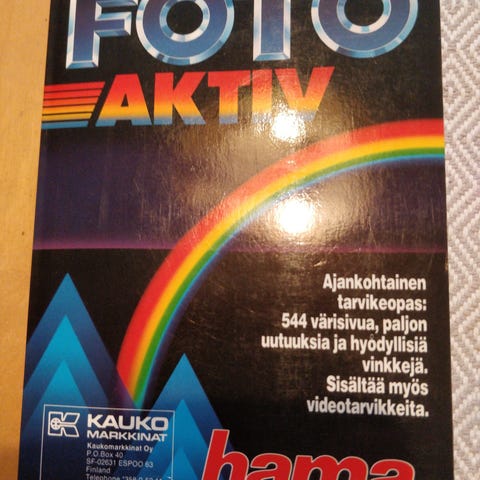 FOTO
AKTIV
Ajankohtainen
tarvikeopas:
544 värisivua, paljon
uutuuksia ja hyödyllisiä
vinkkejä.
Sisältää myös
videotarvikkeita.
KAUKO
MARKKINAT
Kaukomarkkinat Oy
P.O.Box 40
SF-02631 ESPOO 63
Finland
Telephone
hama